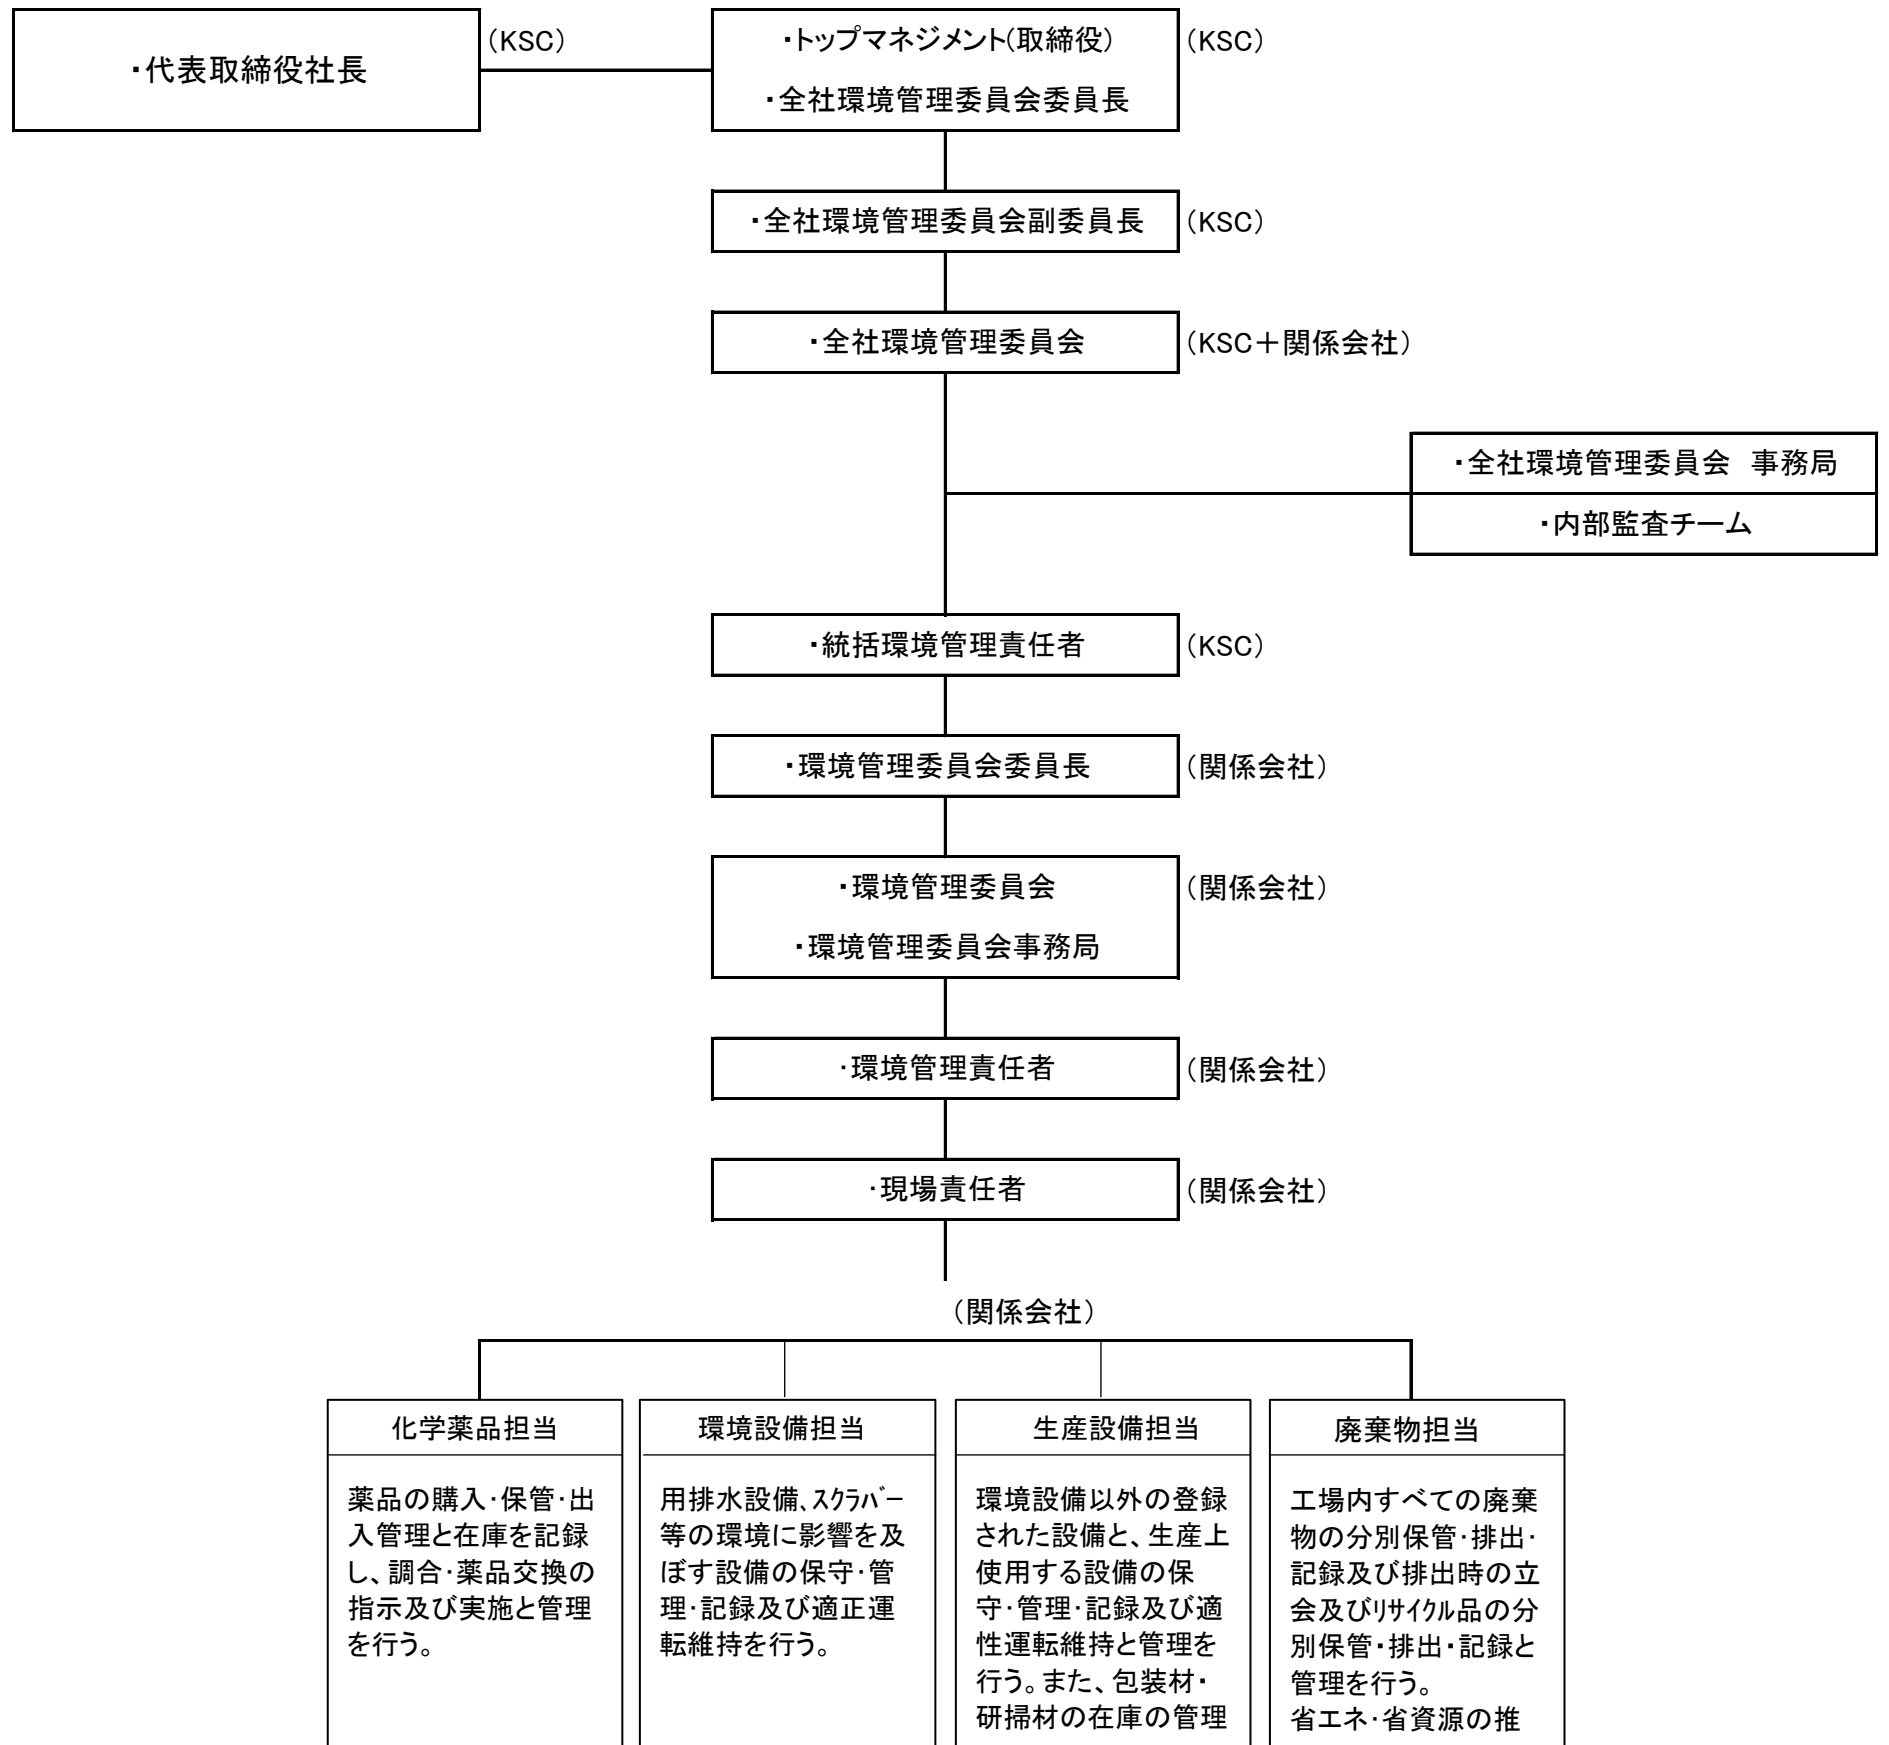 ・代表取締役社長
(KSC)
・トップマネジメント(取締役)
(KSC)
・全社環境管理委員会委員長
・全社環境管理委員会副委員長
(KSC)
・全社環境管理委員会
(KSC＋関係会社)
・全社環境管理委員会　事務局
・内部監査チーム
・統括環境管理責任者
(KSC)
・環境管理委員会委員長
(関係会社)
・環境管理委員会
(関係会社)
・環境管理委員会事務局
・環境管理責任者
(関係会社)
・現場責任者
(関係会社)
(関係会社)
化学薬品担当
薬品の購入・保管・出
入管理と在庫を記録
し、調合・薬品交換の
指示及び実施と管理
を行う。
環境設備担当
用排水設備、ｽｸﾗﾊﾞｰ
等の環境に影響を及
ぼす設備の保守・管
理・記録及び適正運
転維持を行う。
生産設備担当
環境設備以外の登録
された設備と、生産上
使用する設備の保
守・管理・記録及び適
性運転維持と管理を
行う。また、包装材・
研掃材の在庫の管理
廃棄物担当
工場内すべての廃棄
物の分別保管・排出・
記録及び排出時の立
会及びﾘｻｲｸﾙ品の分
別保管・排出・記録と
管理を行う。
省エネ・省資源の推